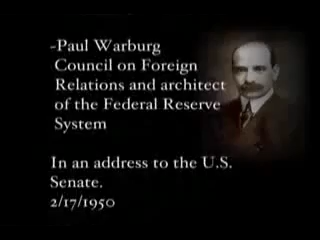 -Paul Warburg
Council on Foreign
Relations and architect
of the Federal Reserve
System
In an address to the U.S.
Senate.
2/17/1950